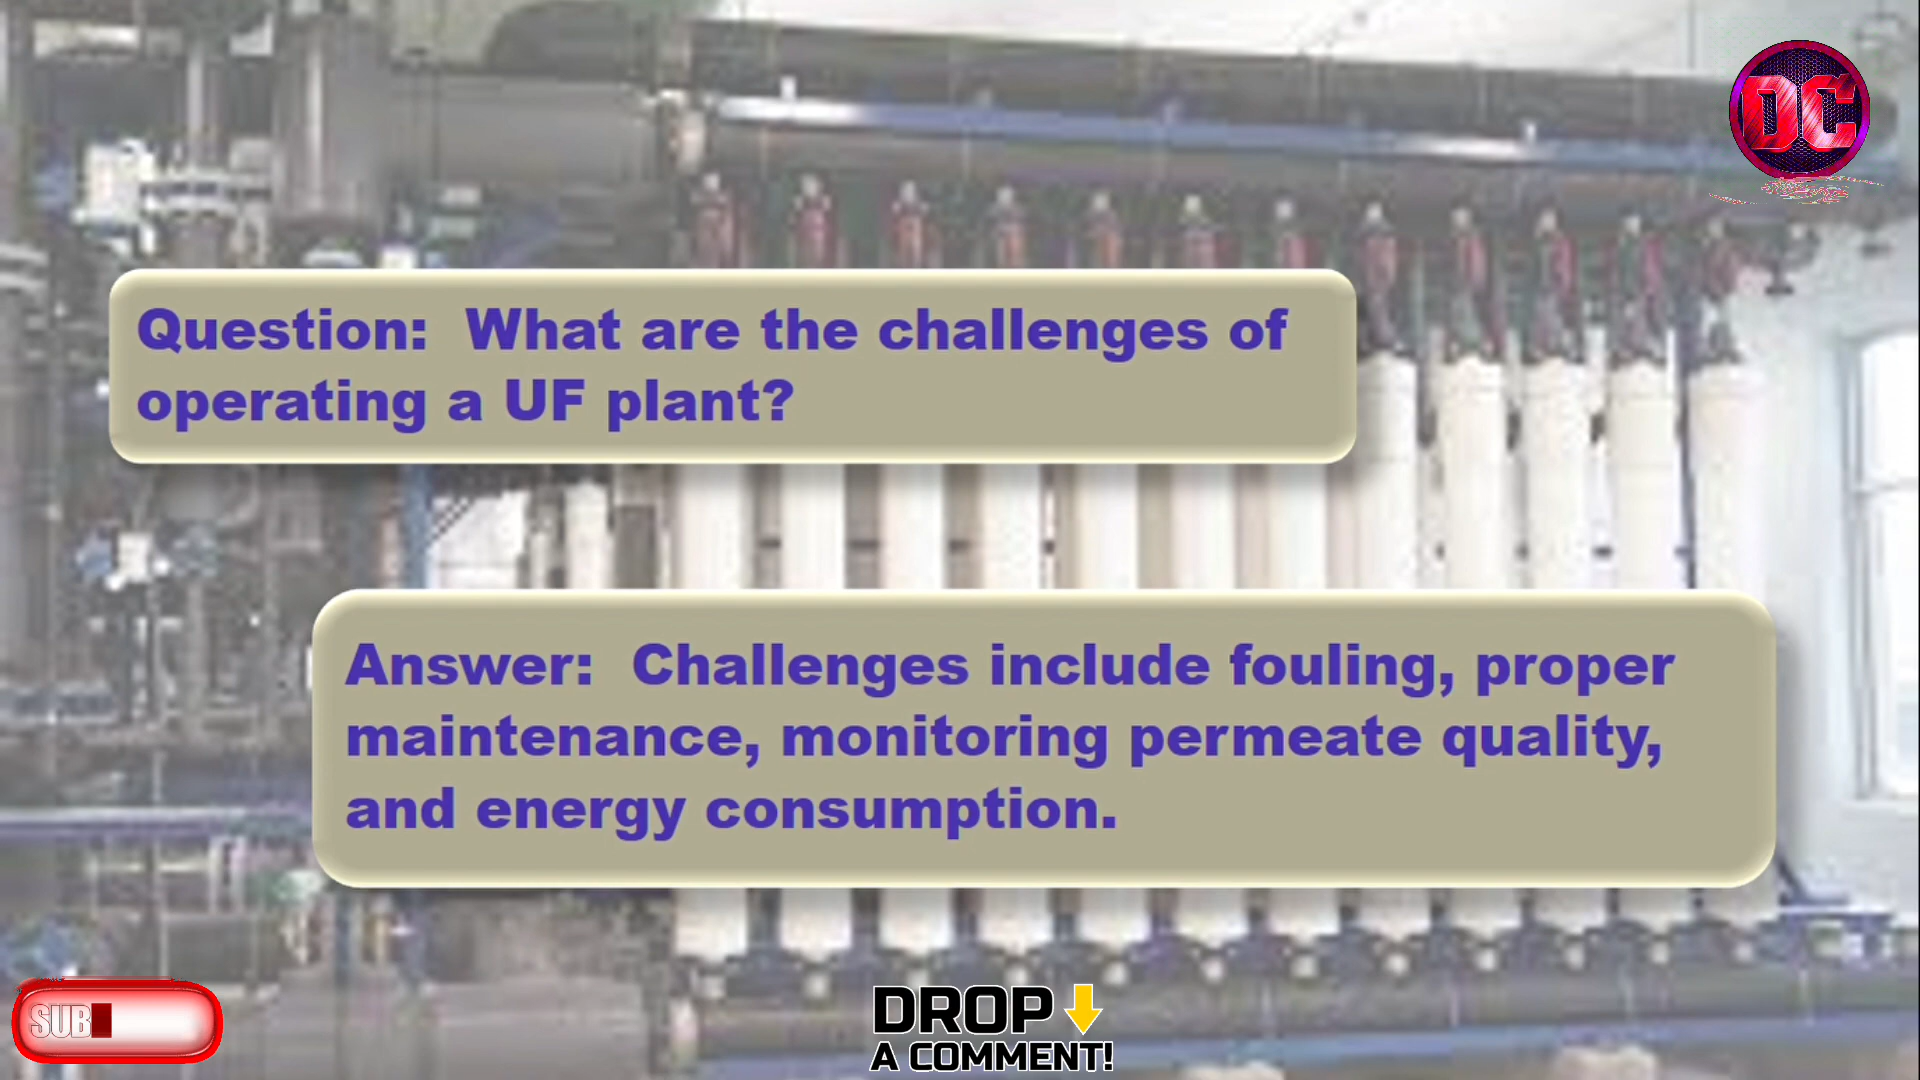 DC
Question: What are the challenges of
operating a UF plant?
Answer: Challenges include fouling, proper
maintenance, monitoring permeate quality,
and energy consumption.
SUB
DROP
A COMMENT!